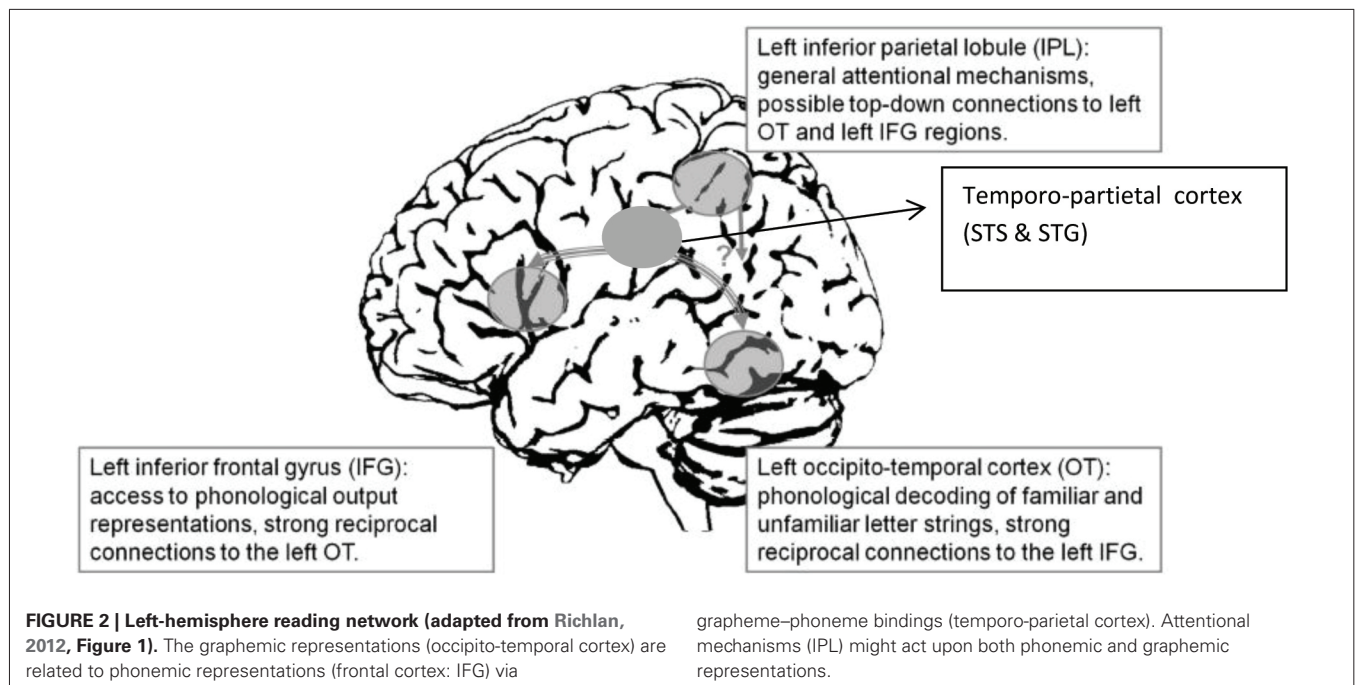 Left inferior parietal lobule (IPL):
general attentional mechanisms,
possible top-down connections to left
OT and left IFG regions.
Temoro-partietal cortex
(STS & STG)
?
Left inferior frontal gyrus (IFG):
access to phonological output
representations, strong reciprocal
connections to the left OT.
Left occipito-temporal cortex (OT):
phonological decoding of familiar and
unfamiliar letter strings, strong
reciprocal connections to the left IFG.
FIGURE 2 | Left-hemisphere reading network (adapted from Richlan,
2012, Figure 1). The graphemic representations (occipito-temporal cortex) are
related to phonemic representations (frontal cortex: IFG) via
grapheme–phoneme bindings (temporo-parietal cortex). Attentional
mechanisms (IPL) might act upon both phonemic and graphemic
representations.